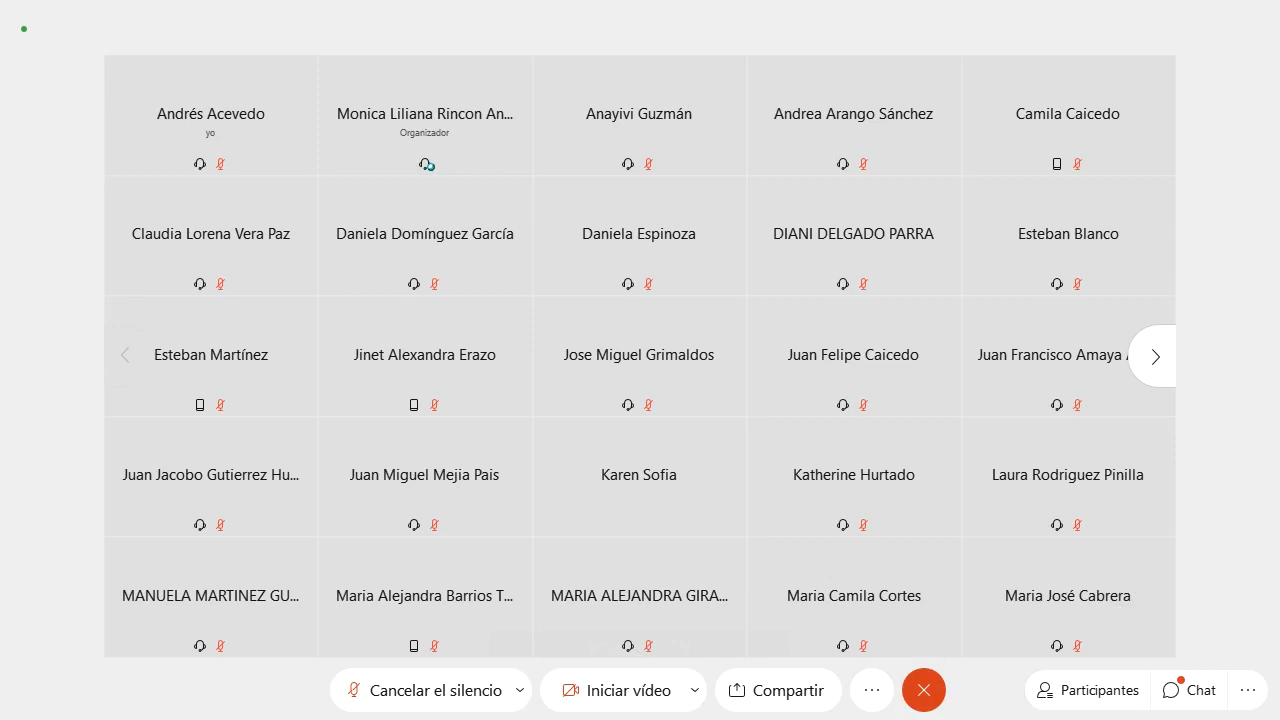 Andrés Acevedo
yo
Monica Liliana Rincon An...
Organizador
Anayivi Guzmán
Andrea Arango Sánchez
Camila Caicedo
Claudia Lorena Vera Paz
Daniela Domínguez García
Daniela Espinoza
DIANI DELGADO PARRA
Esteban Blanco
Esteban Martínez
Jinet Alexandra Erazo
Jose Miguel Grimaldos
Juan Felipe Caicedo
Juan Francisco Amaya
Juan Jacobo Gutierrez Hu...
Juan Miguel Mejia Pais
Karen Sofia
Katherine Hurtado
Laura Rodriguez Pinilla
MANUELA MARTINEZ GU...
Maria Alejandra Barrios T...
MARIA ALEJANDRA GIRA...
Maria Camila Cortes
Maria José Cabrera
Cancelar el silencio
Iniciar vídeo
Compartir
Participantes
Chat